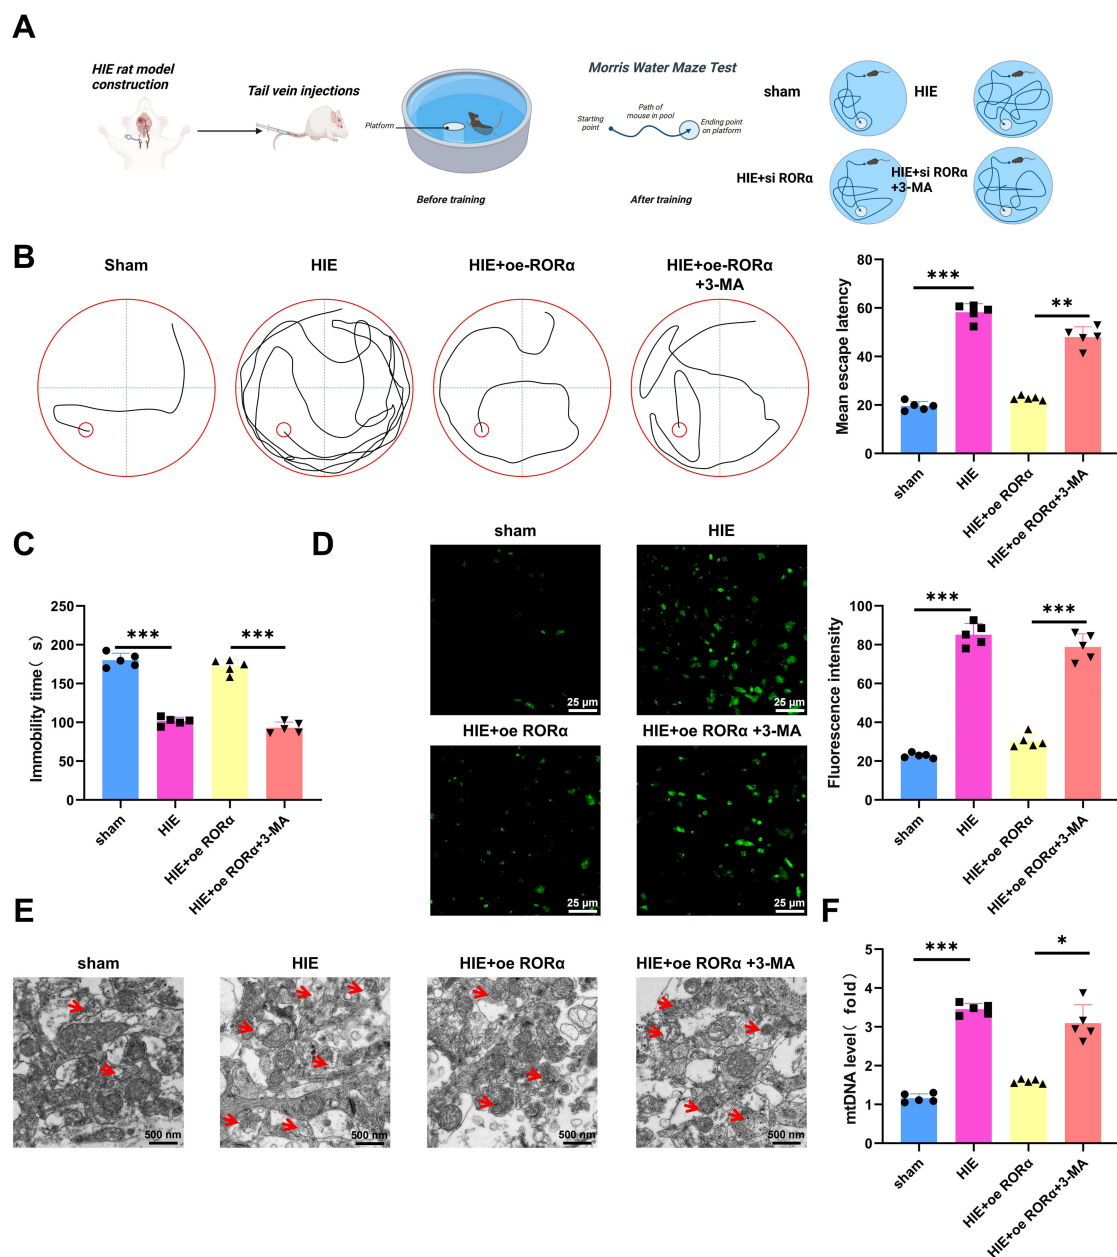 A
HIE rat model
construction
Tail vein injections
Platform
Before training
Morris Water Maze Test
Starting
point
Path of
mouse in pool
Ending point
on platform
After training
sham
HIE
HIE+si RORα
HIE+si RORα
+3-MA
B
Sham
HIE
HIE+oe-RORα
HIE+oe-RORα
+3-MA
Mean escape latency
80
60
40
20
0
***
**
sham
HIE
HIE+oe RORα
HIE+oe RORα+3-MA
C
Immobility time( s)
250
200
150
100
50
0
***
***
sham
HIE
HIE+oe RORα
HIE+oe RORα+3-MA
D
sham
HIE
25 μm
25 μm
HIE+oe RORα
HIE+oe RORα +3-MA
25 μm
25 μm
Fluorescence intensity
100
80
60
40
20
0
***
***
sham
HIE
HIE+oe RORα
HIE+oe RORα+3-MA
E
sham
HIE
HIE+oe RORα
HIE+oe RORα +3-MA
500 nm
500 nm
500 nm
500 nm
F
mtDNA level( fold)
5
4
3
2
1
0
***
*
sham
HIE
HIE+oe RORα
HIE+oe RORα+3-MA